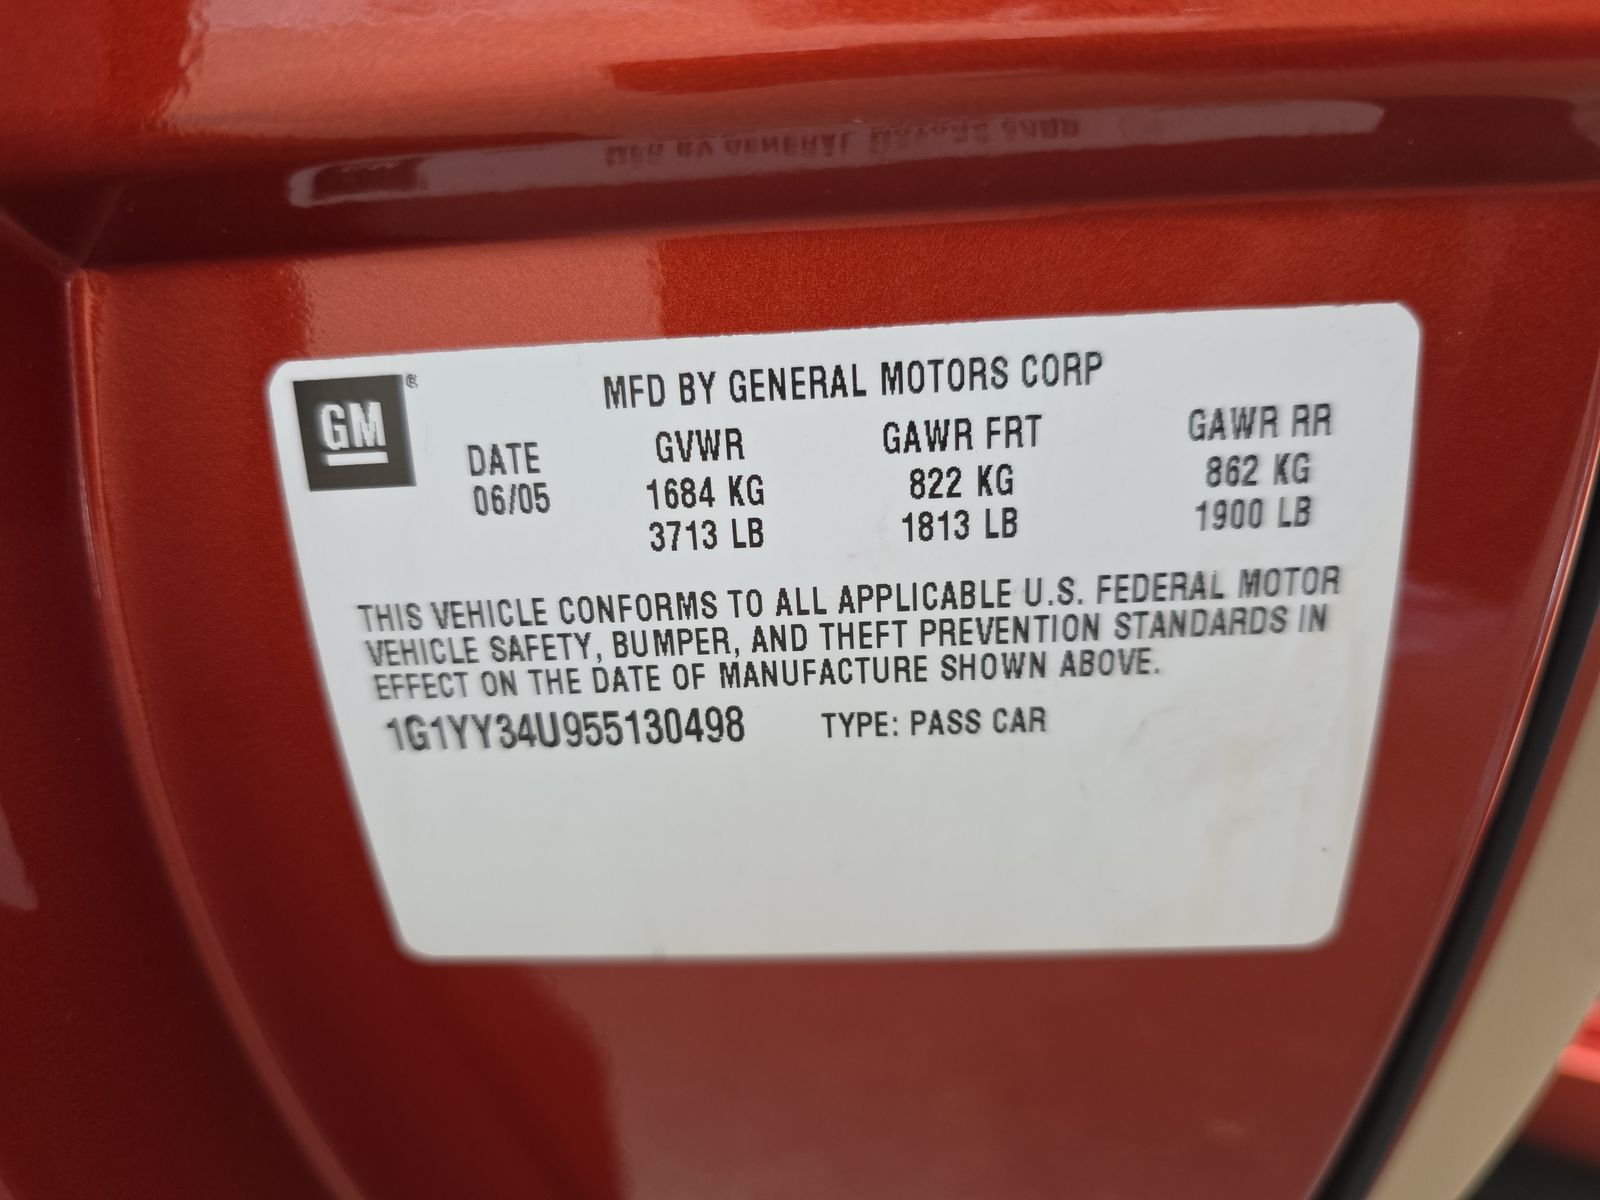 MFD BY GENERAL MOTORS CORP
GM®
DATE GVWR GAWR FRT GAWR RR
06/05 1684 KG 822 KG 862 KG
3713 LB 1813 LB 1900 LB
THIS VEHICLE CONFORMS TO ALL APPLICABLE U.S. FEDERAL MOTOR
VEHICLE SAFETY, BUMPER, AND THEFT PREVENTION STANDARDS IN
EFFECT ON THE DATE OF MANUFACTURE SHOWN ABOVE.
1G1YY34U955130498 TYPE: PASS CAR